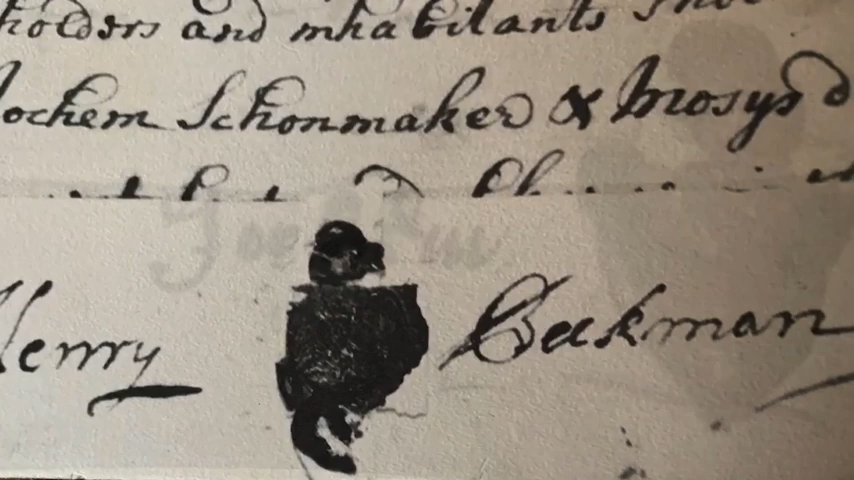 holders and inhabitants
Jochem Schonmaker & Mosys d
Henry Beekman